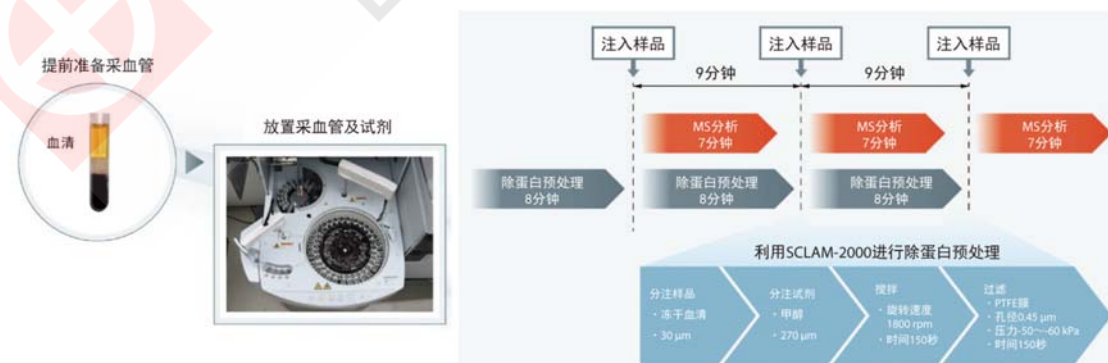 提前准备采血管
血清
放置采血管及试剂
注入样品
注入样品
注入样品
9分钟
9分钟
MS分析
7分钟
MS分析
7分钟
MS分析
7分钟
除蛋白预处理
8分钟
除蛋白预处理
8分钟
除蛋白预处理
8分钟
利用SCLAM-2000进行除蛋白预处理
分注样品
・冻干血清
・30 μm
分注试剂
・甲醇
・270 μm
搅拌
・旋转速度
1800 rpm
・时间150秒
过滤
・PTFE膜
・孔径0.45 μm
・压力-50~-60 kPa
・时间150秒